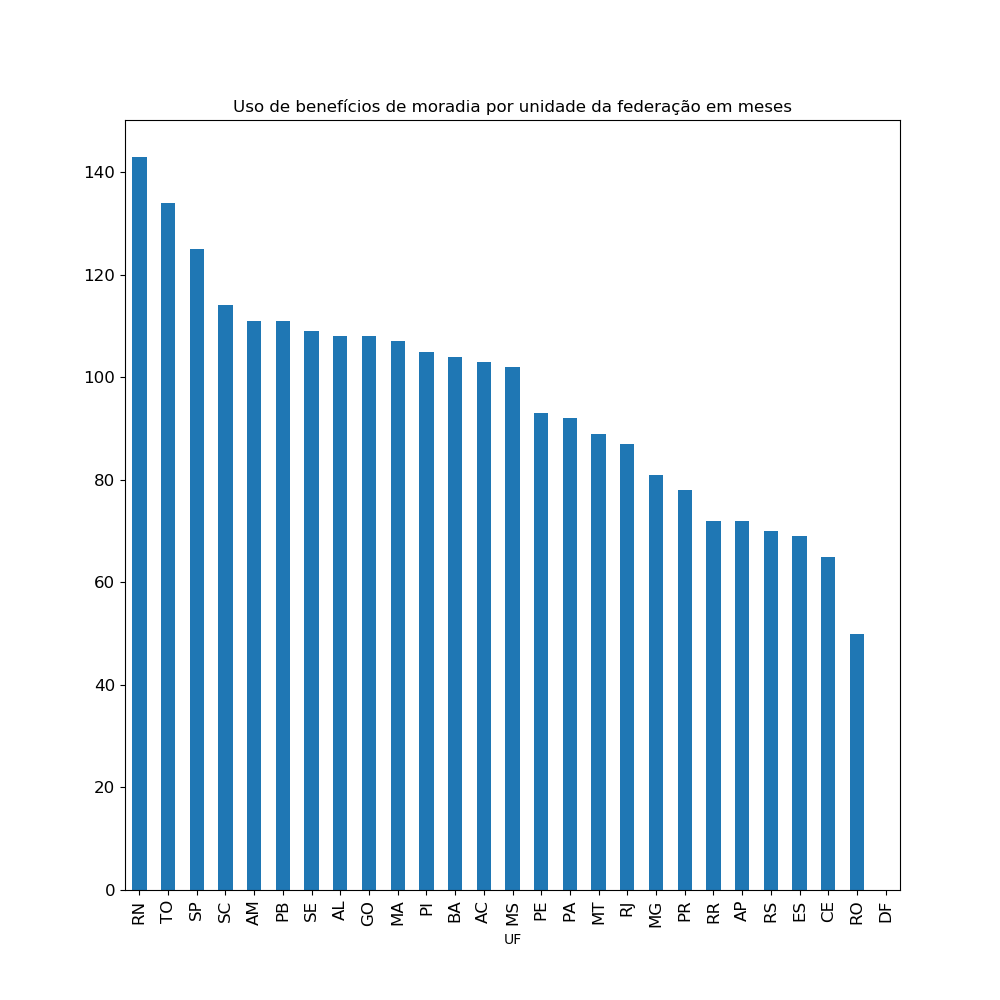 Uso de benefícios de moradia por unidade da federação em meses
140
120
100
80
60
40
20
0
RN TO SP SC AM PB SE AL GO MA PI BA AC MS PE PA MT RJ MG PR RR AP RS ES CE RO DF
UF